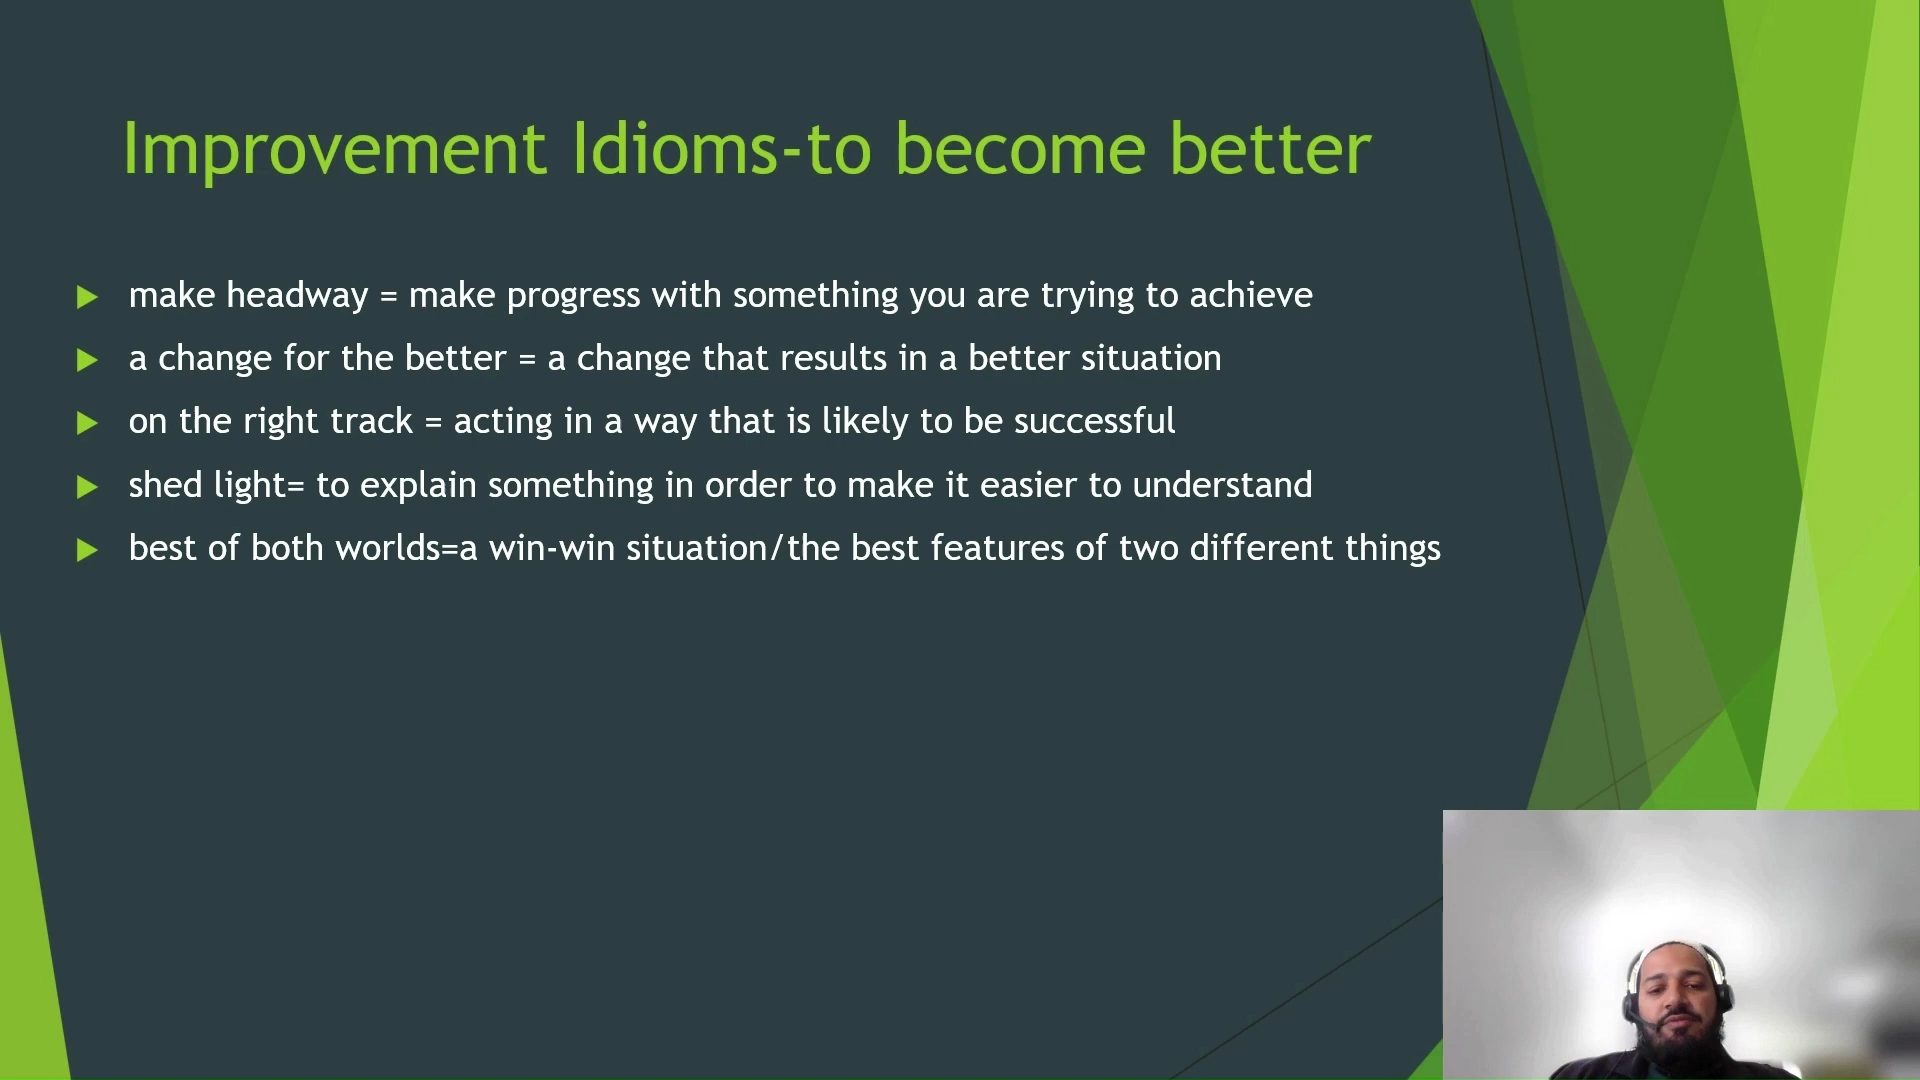 Improvement Idioms-to become better
make headway = make progress with something you are trying to achieve
a change for the better = a change that results in a better situation
on the right track = acting in a way that is likely to be successful
shed light= to explain something in order to make it easier to understand
best of both worlds=a win-win situation/the best features of two different things